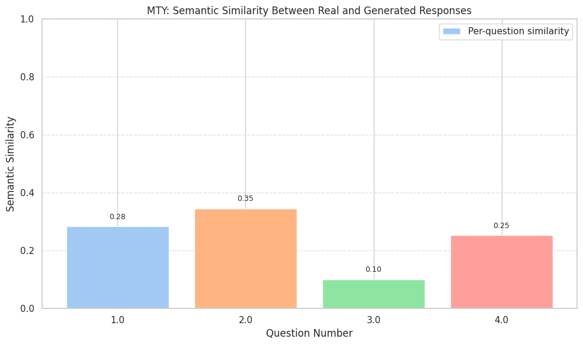 MTY: Semantic Similarity Between Real and Generated Responses
Per-question similarity
Semantic Similarity
1.0
0.8
0.6
0.4
0.2
0.0
0.28
0.35
0.10
0.25
1.0 2.0 3.0 4.0
Question Number